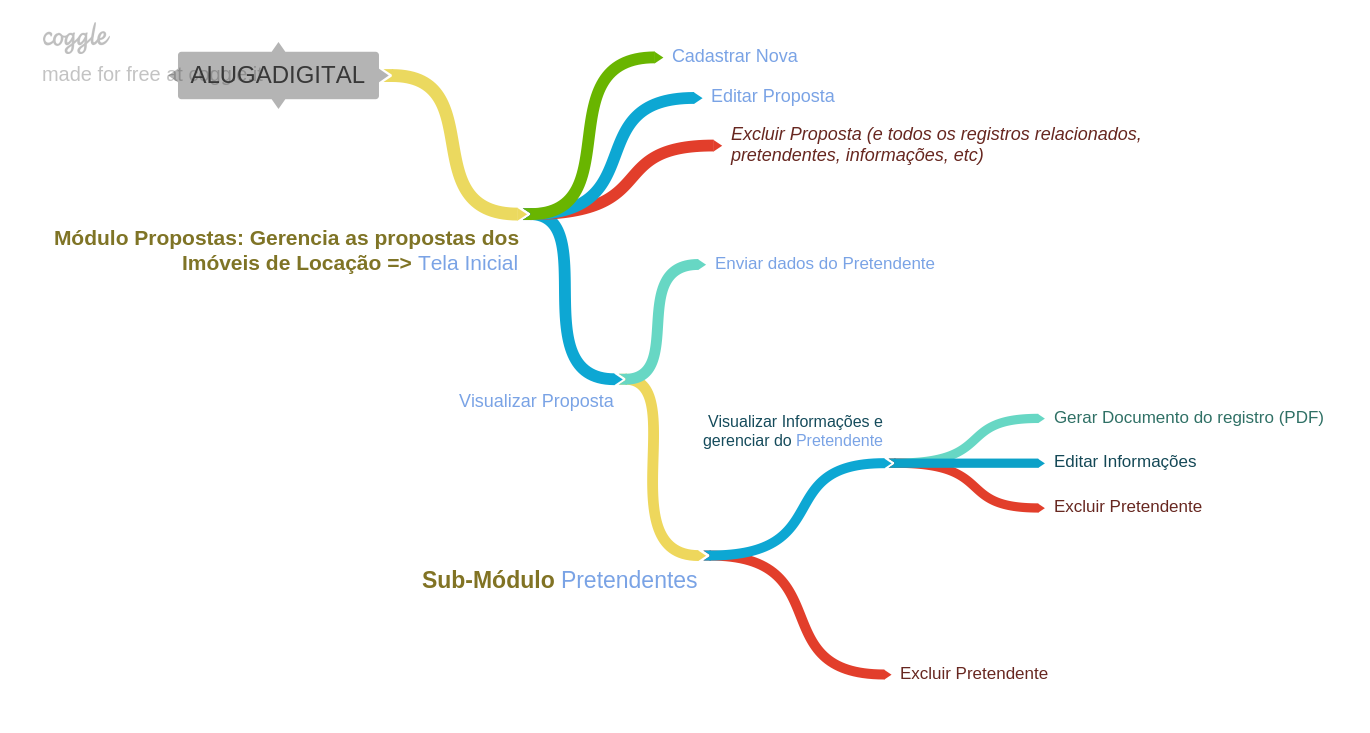 coggle
made for free at coggle.it
ALUGADIGITAL
Cadastrar Nova
Editar Proposta
Excluir Proposta (e todos os registros relacionados,
pretendentes, informações, etc)
Módulo Propostas: Gerencia as propostas dos
Imóveis de Locação => Tela Inicial
Enviar dados do Pretendente
Visualizar Proposta
Visualizar Informações e
gerenciar do Pretendente
Gerar Documento do registro (PDF)
Editar Informações
Excluir Pretendente
Sub-Módulo Pretendentes
Excluir Pretendente